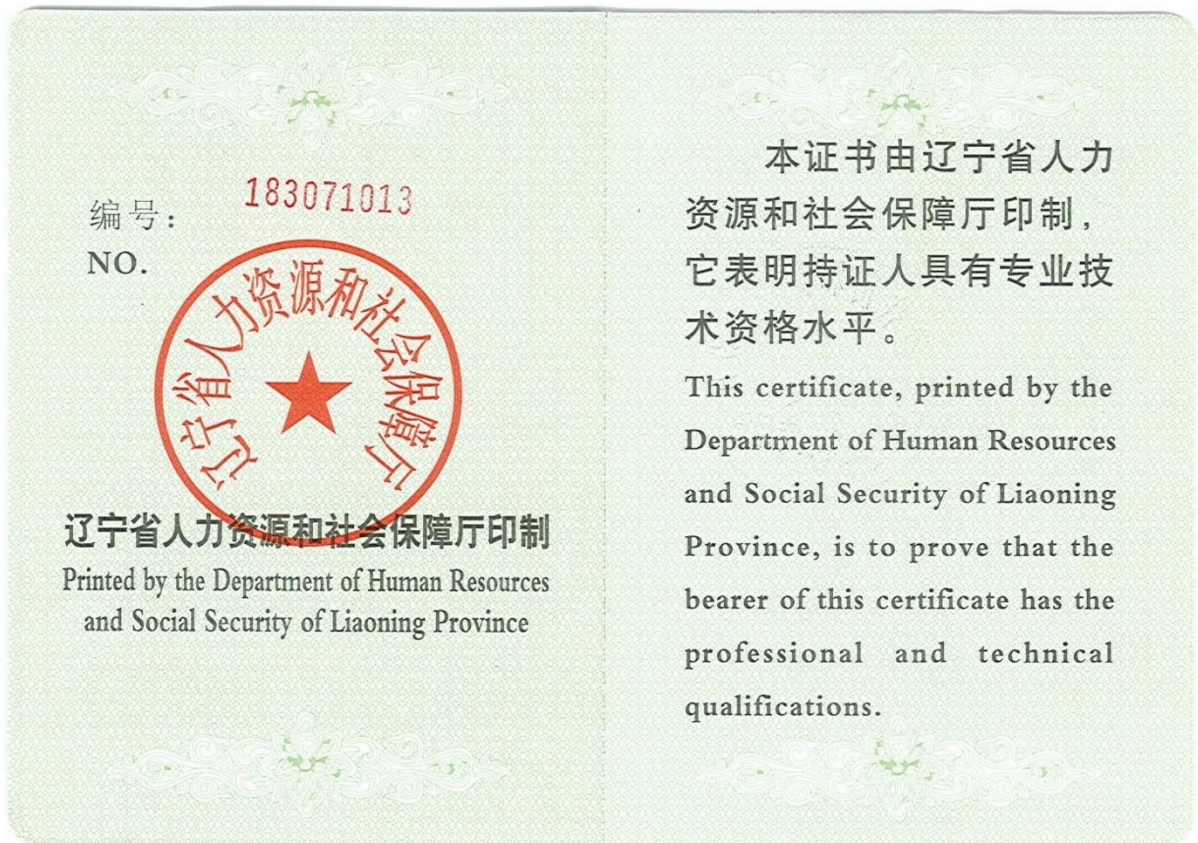 183071013
编号:
NO.
辽宁省人力资源和社会保障厅
辽宁省人力资源和社会保障厅印制
Printed by the Department of Human Resources
and Social Security of Liaoning Province
本证书由辽宁省人力
资源和社会保障厅印制,
它表明持证人具有专业技
术资格水平。
This certificate, printed by the
Department of Human Resources
and Social Security of Liaoning
Province, is to prove that the
bearer of this certificate has the
professional and technical
qualifications.